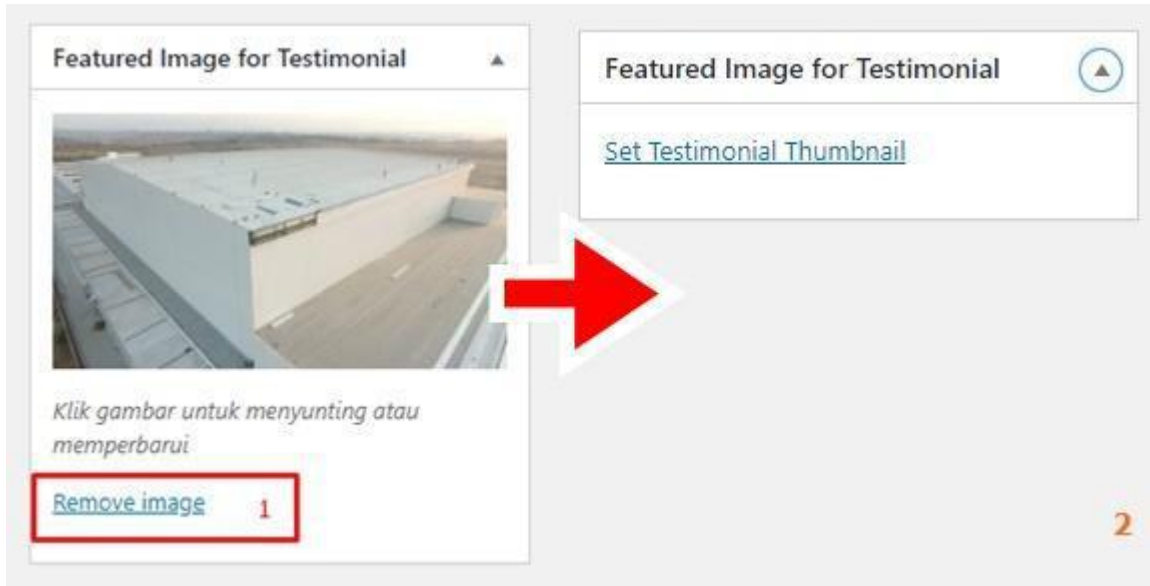 Featured Image for Testimonial
Klik gambar untuk menyunting atau
memperbarui
Remove image
1
Featured Image for Testimonial
Set Testimonial Thumbnail
2